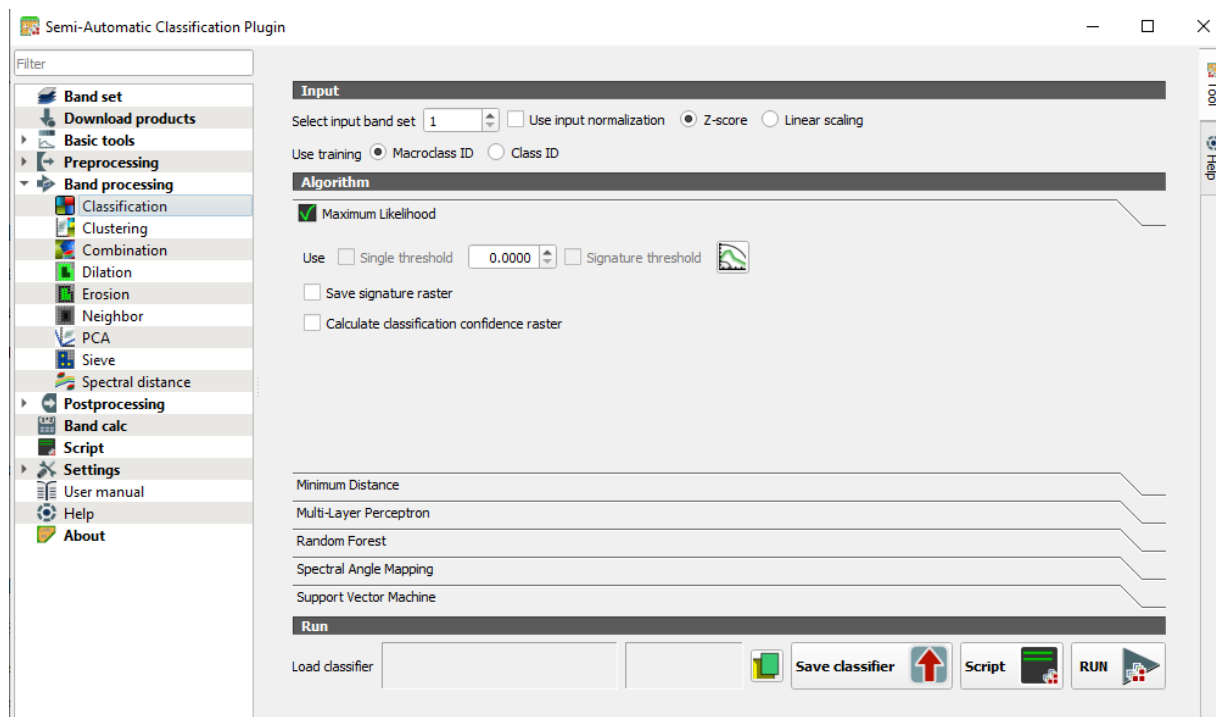 Semi-Automatic Classification Plugin
Filter
Band set
Download products
Basic tools
Preprocessing
Band processing
Classification
Clustering
Combination
Dilation
Erosion
Neighbor
PCA
Sieve
Spectral distance
Postprocessing
Band calc
Script
Settings
User manual
Help
About
Input
Select input band set 1 Use input normalization Z-score Linear scaling
Use training Macroclass ID Class ID
Algorithm
Maximum Likelihood
Use Single threshold 0.0000 Signature threshold
Save signature raster
Calculate classification confidence raster
Minimum Distance
Multi-Layer Perceptron
Random Forest
Spectral Angle Mapping
Support Vector Machine
Run
Load classifier Save classifier Script RUN
Tool
Help